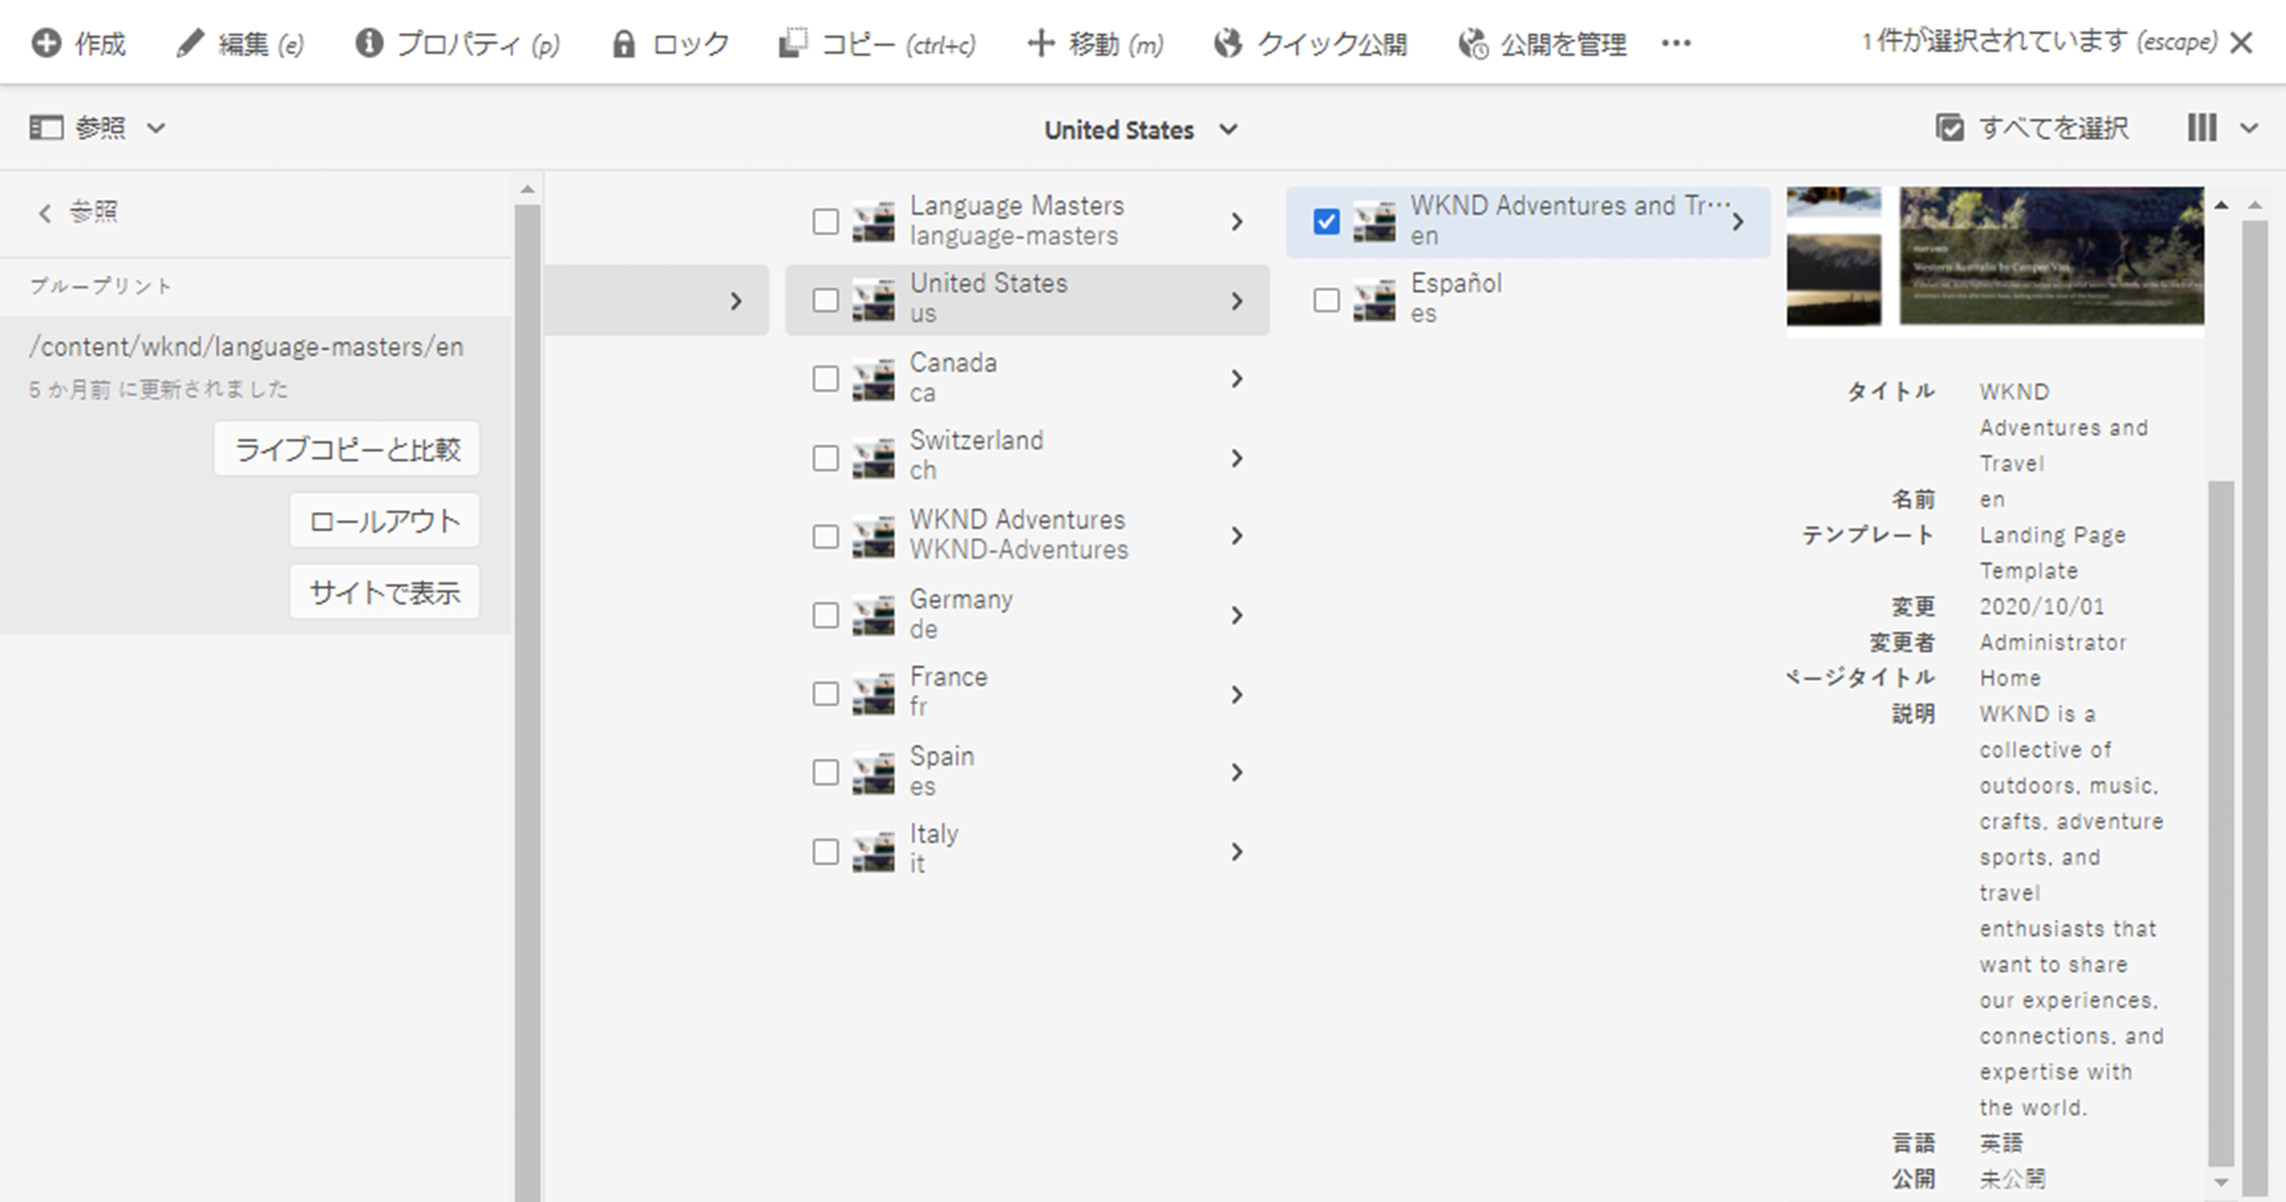 作成
編集 (e)
プロパティ (p)
ロック
コピー (ctrl+c)
移動 (m)
クイック公開
公開を管理
1 件が選択されています (escape)
参照
United States
すべてを選択
参照
ブループリント
/content/wknd/language-masters/en
5 か月前 に更新されました
ライブコピーと比較
ロールアウト
サイトで表示
Language Masters
language-masters
United States
us
Canada
ca
Switzerland
ch
WKND Adventures
WKND-Adventures
Germany
de
France
fr
Spain
es
Italy
it
WKND Adventures and Tr…
en
Español
es
Western Australia by Camper Van
タイトル WKND
Adventures and
Travel
名前 en
テンプレート Landing Page
Template
変更 2020/10/01
変更者 Administrator
ページタイトル Home
説明 WKND is a
collective of
outdoors, music,
crafts, adventure
sports, and
travel
enthusiasts that
want to share
our experiences,
connections, and
expertise with
the world.
言語 英語
公開 未公開